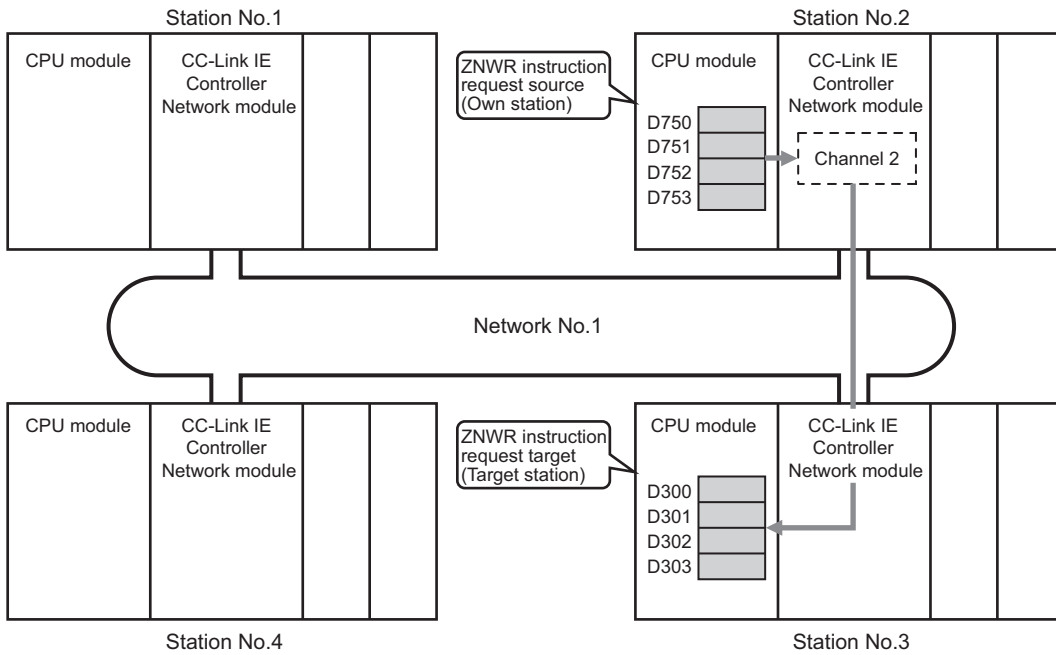 Station No.1
CPU module
CC-Link IE
Controller
Network module
Station No.2
ZNWR instruction
request source
(Own station)
CPU module
D750
D751
D752
D753
CC-Link IE
Controller
Network module
Channel 2
Network No.1
CPU module
CC-Link IE
Controller
Network module
Station No.4
ZNWR instruction
request target
(Target station)
CPU module
D300
D301
D302
D303
CC-Link IE
Controller
Network module
Station No.3